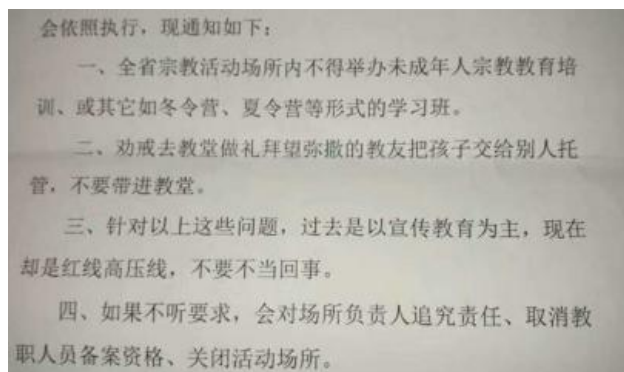 会依照执行，现通知如下：
一、全省宗教活动场所内不得举办未成年人宗教教育培
训、或其它如冬令营、夏令营等形式的学习班。
二、劝戒去教堂做礼拜望弥撒的教友把孩子交给别人托
管，不要带进教堂。
三、针对以上这些问题，过去是以宣传教育为主，现在
却是红线高压线，不要不当回事。
四、如果不听要求，会对场所负责人追究责任、取消教
职人员备案资格、关闭活动场所。